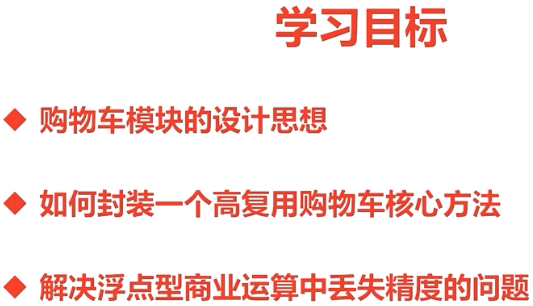 学习目标
◆ 购物车模块的设计思想
◆ 如何封装一个高复用购物车核心方法
◆ 解决浮点型商业运算中丢失精度的问题